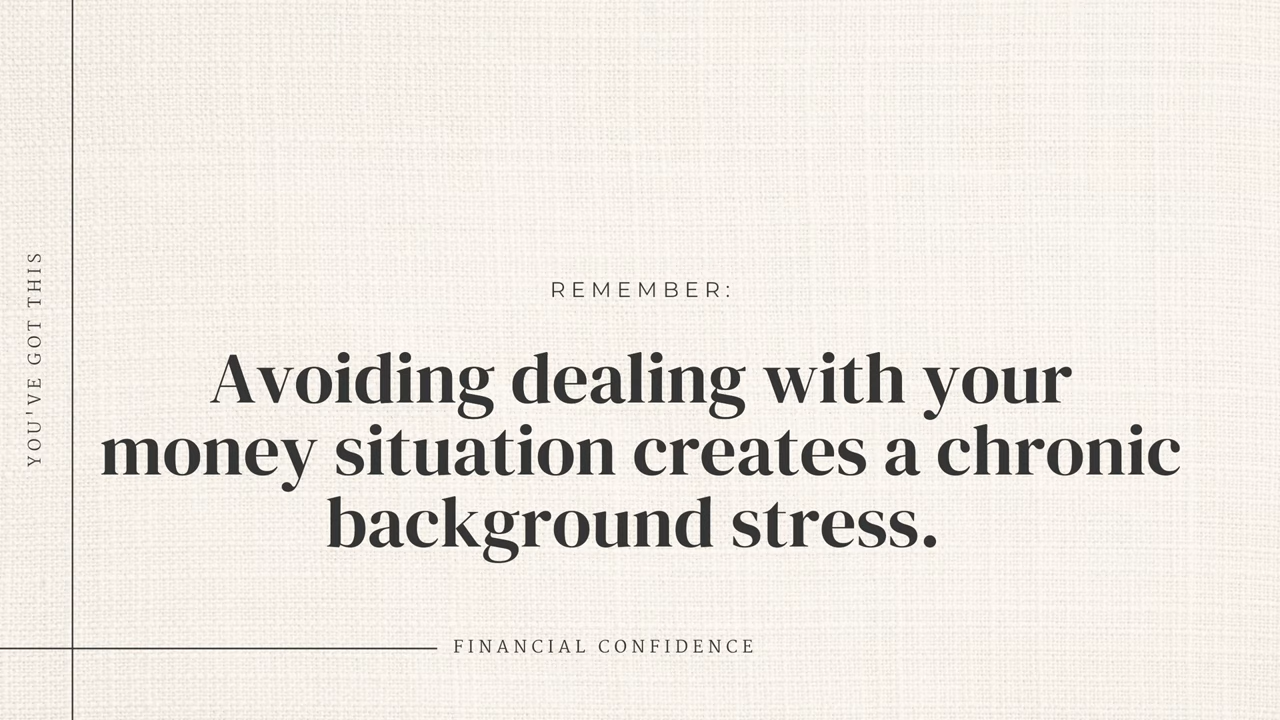 YOU'VE GOT THIS
REMEMBER:
Avoiding dealing with your
money situation creates a chronic
background stress.
FINANCIAL CONFIDENCE